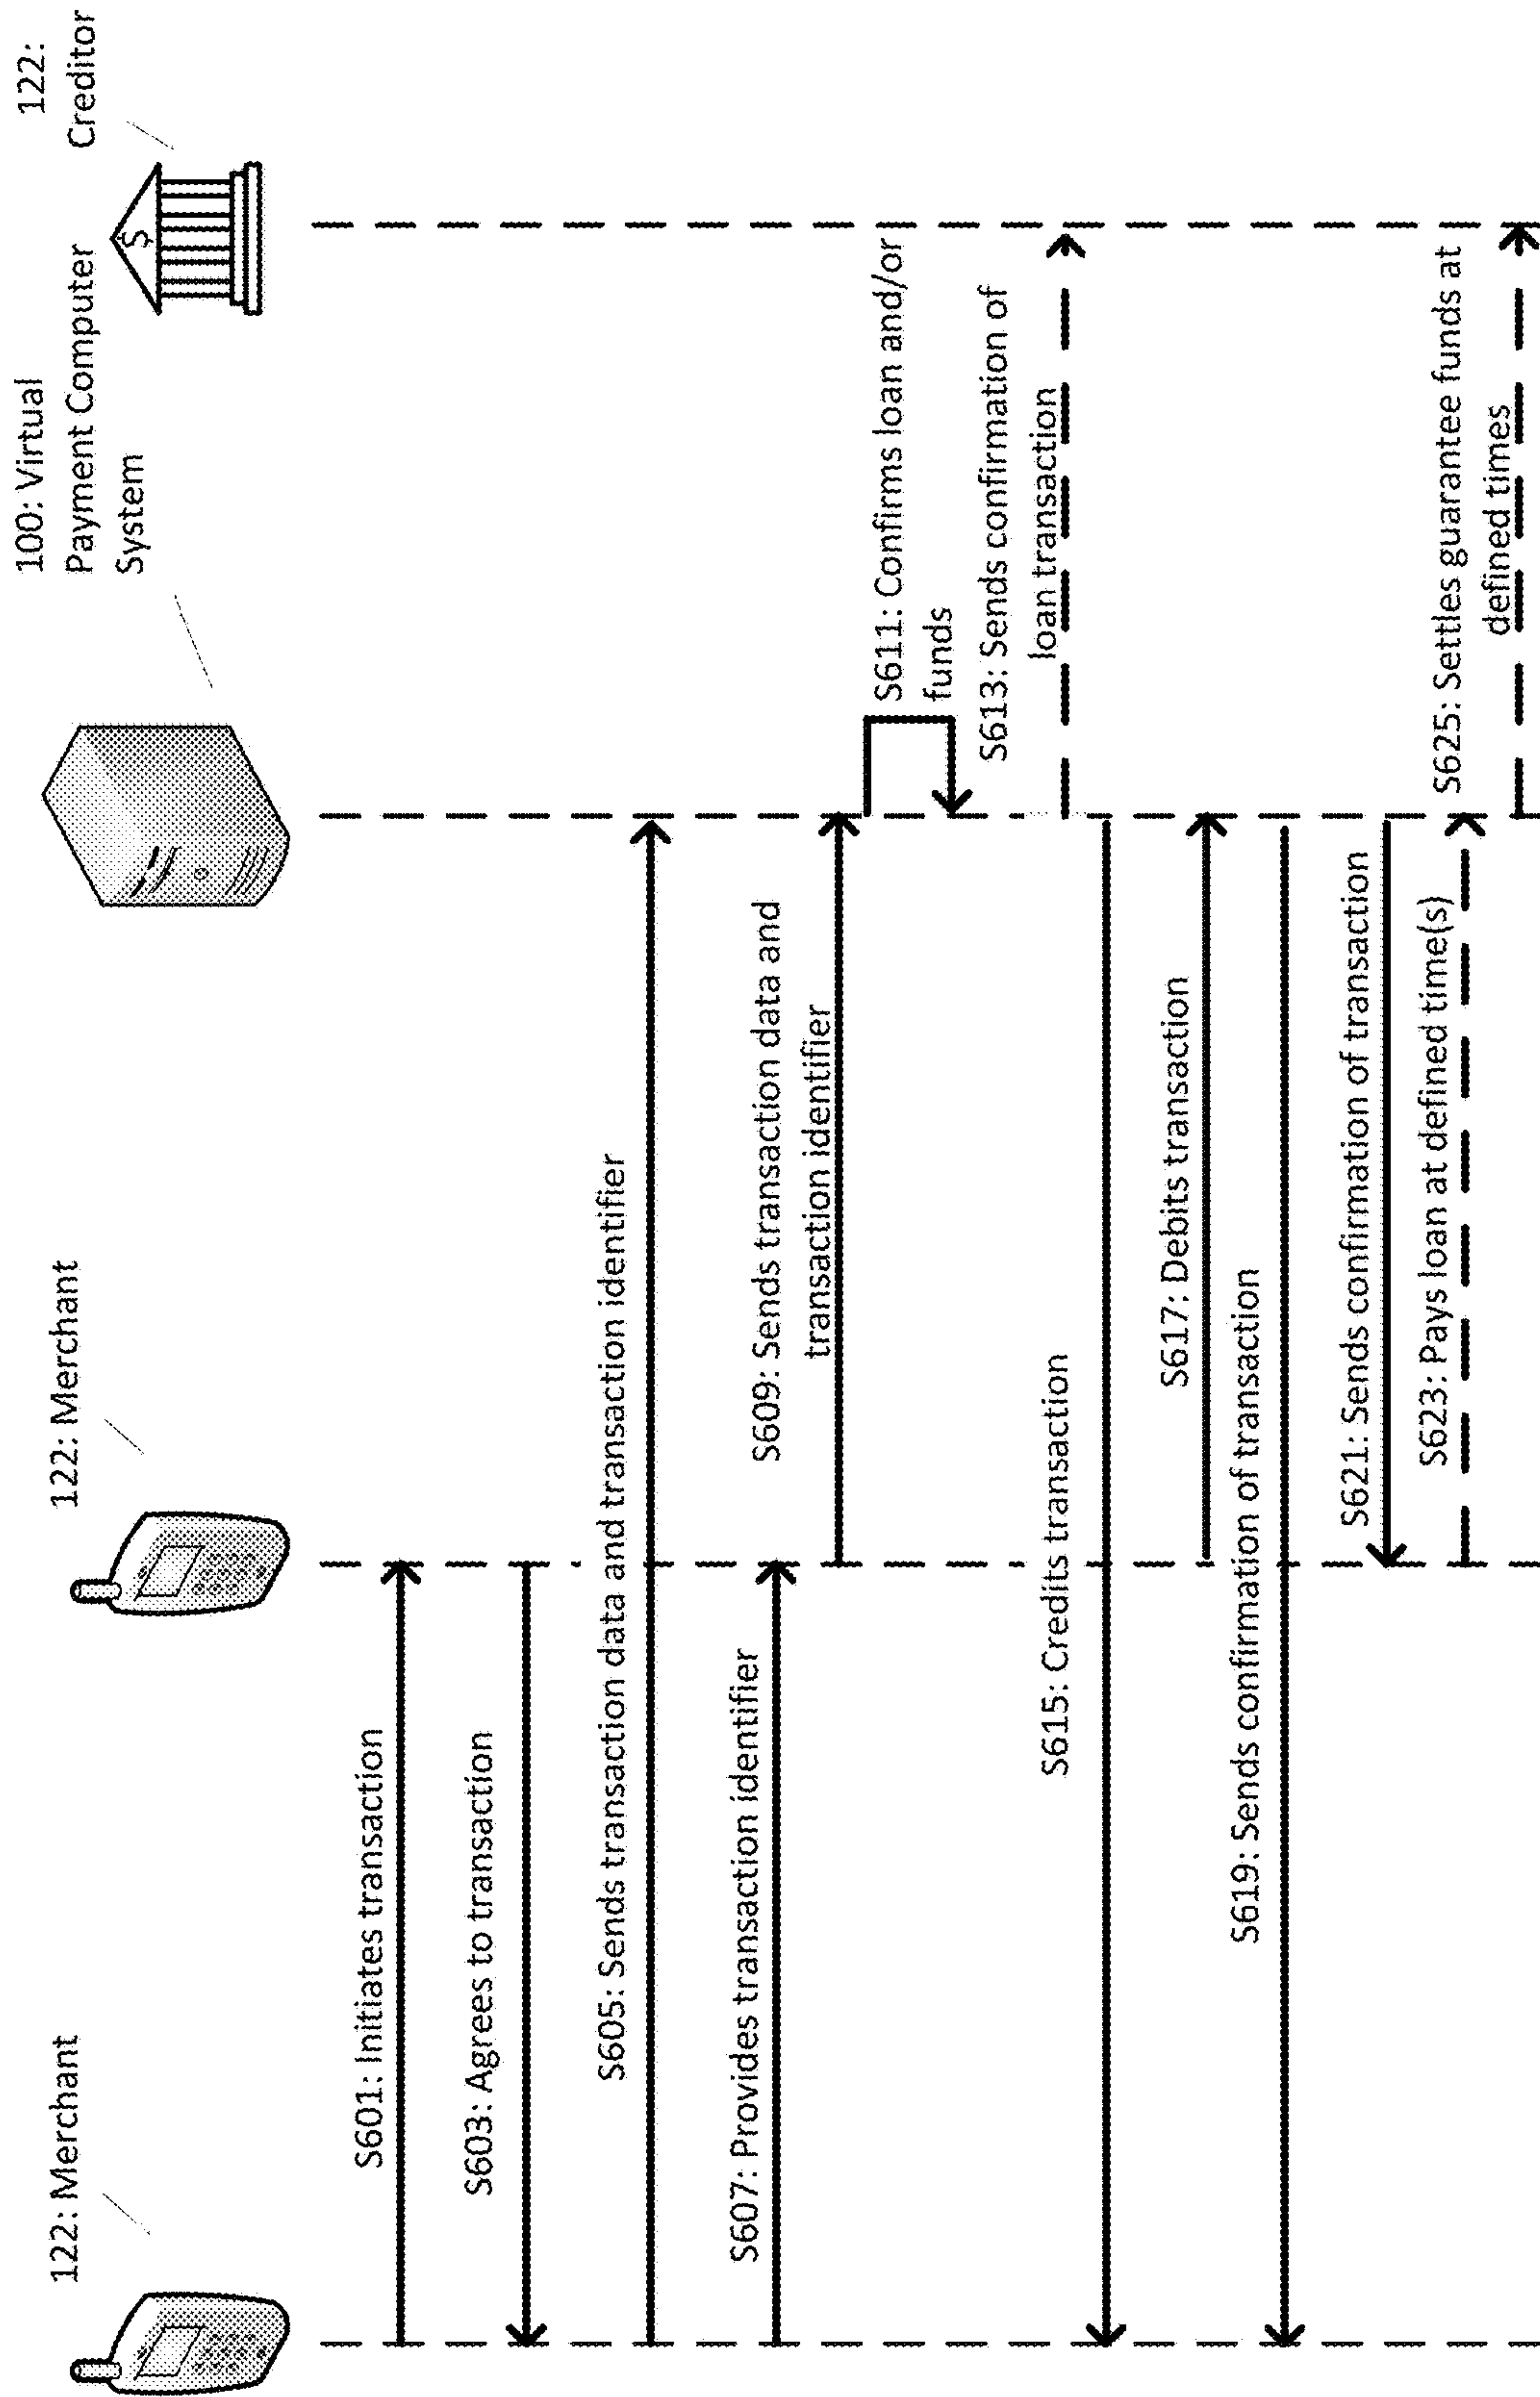 122: Merchant
122: Merchant
100: Virtual
Payment Computer
System
122:
Creditor
$
S601: Initiates transaction
S603: Agrees to transaction
S605: Sends transaction data and transaction identifier
S607: Provides transaction identifier
S609: Sends transaction data and
transaction identifier
S611: Confirms loan and/or
funds
S613: Sends confirmation of
loan transaction
S615: Credits transaction
S617: Debits transaction
S619: Sends confirmation of transaction
S621: Sends confirmation of transaction
S623: Pays loan at defined time(s)
S625: Settles guarantee funds at
defined times